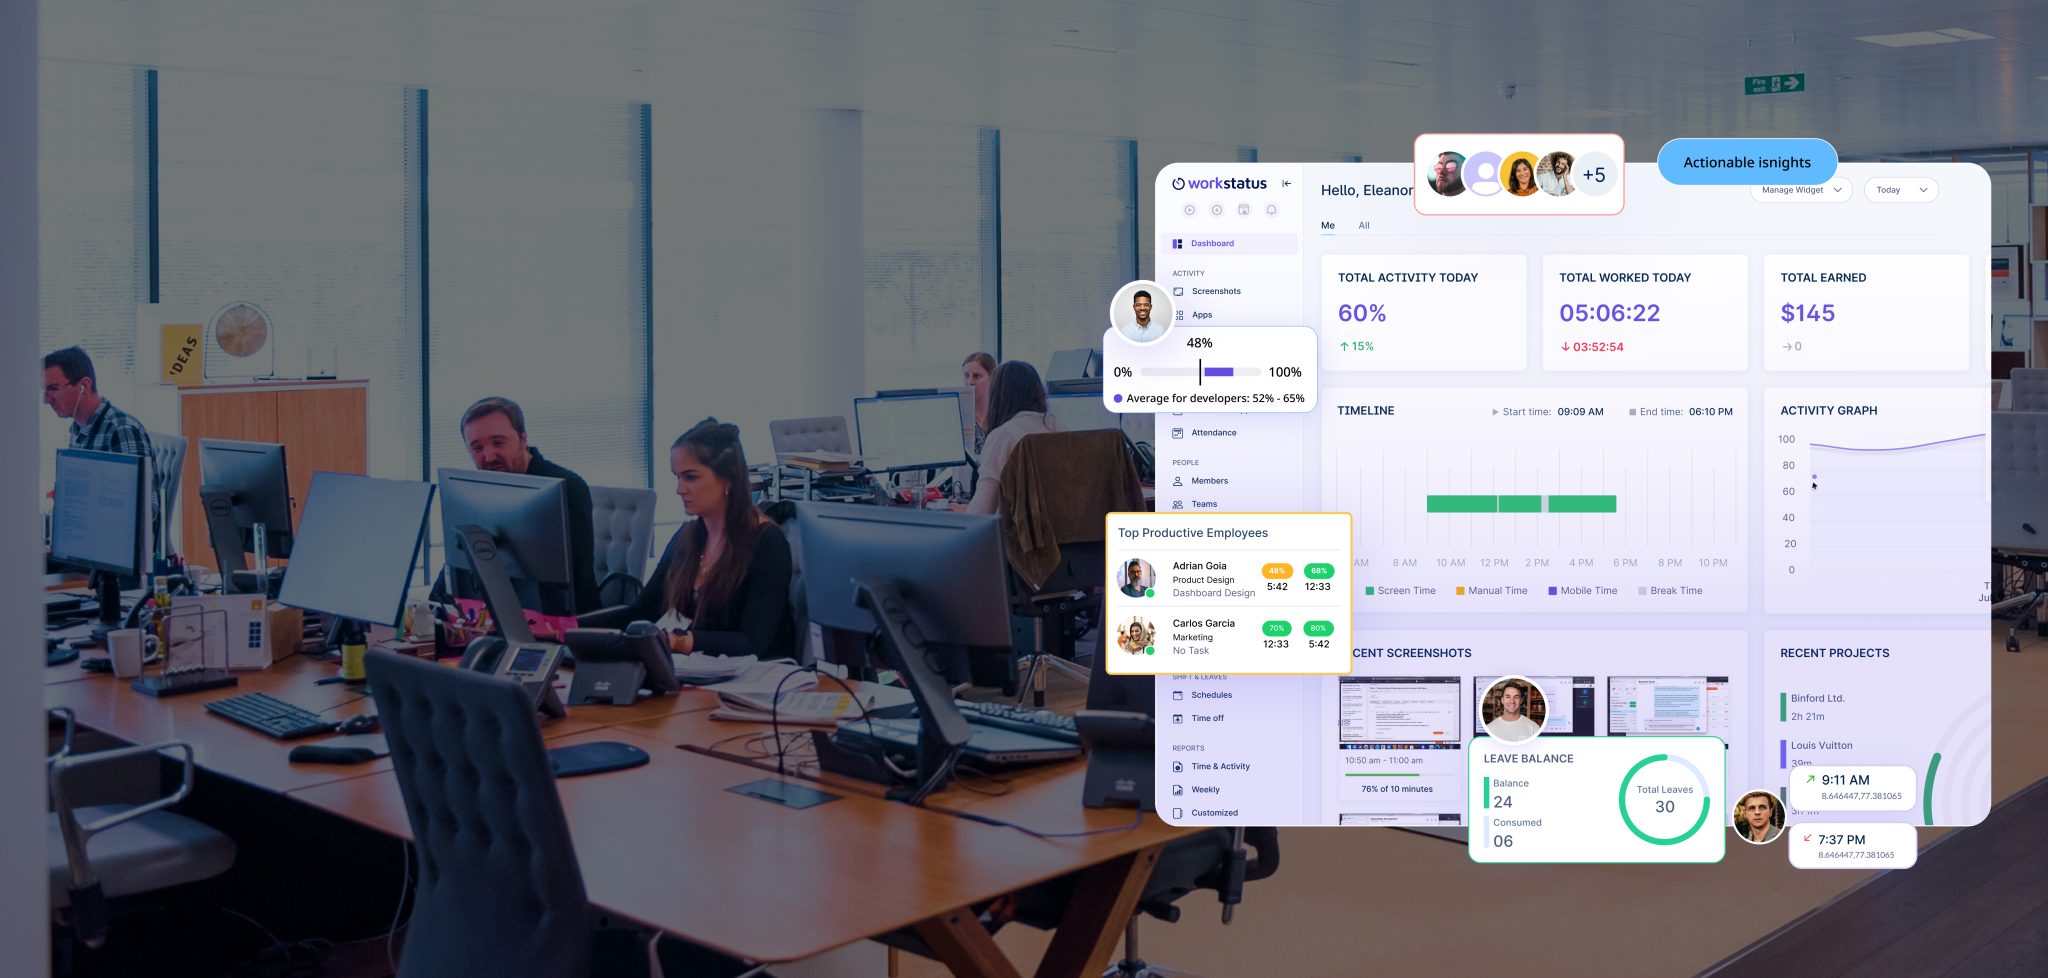 Fire
exit
IDEAS
DELL
workstatus
Dashboard
ACTIVITY
Screenshots
Apps
Attendance
PEOPLE
Members
Teams
SHIFT & LEAVES
Schedules
Time off
REPORTS
Time & Activity
Weekly
Customized
48%
0%
100%
Average for developers: 52% - 65%
Top Productive Employees
Adrian Goia
Product Design
Dashboard Design
48%
5:42
68%
12:33
Carlos Garcia
Marketing
No Task
70%
12:33
80%
5:42
Hello, Eleanor
+5
Actionable isnights
Manage Widget
Today
Me
All
TOTAL ACTIVITY TODAY
60%
15%
TOTAL WORKED TODAY
05:06:22
03:52:54
TOTAL EARNED
$145
0
TIMELINE
Start time: 09:09 AM
End time: 06:10 PM
AM 8 AM 10 AM 12 PM 2 PM 4 PM 6 PM 8 PM 10 PM
Screen Time
Manual Time
Mobile Time
Break Time
ACTIVITY GRAPH
100
80
60
40
20
0
T
Ju
CENT SCREENSHOTS
10:50 am - 11:00 am
76% of 10 minutes
RECENT PROJECTS
Binford Ltd.
2h 21m
Louis Vuitton
39m
LEAVE BALANCE
Balance
24
Consumed
06
Total Leaves
30
9:11 AM
8.646447,77.381065
7:37 PM
8.646447,77.381065